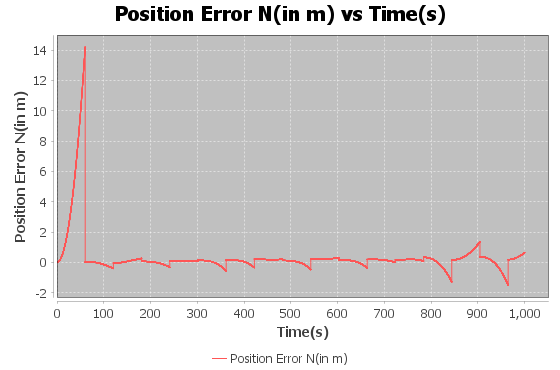 Position Error N(in m) vs Time(s)
Position Error N(in m)
14
12
10
8
6
4
2
0
-2
0 100 200 300 400 500 600 700 800 900 1,000
Time(s)
Position Error N(in m)